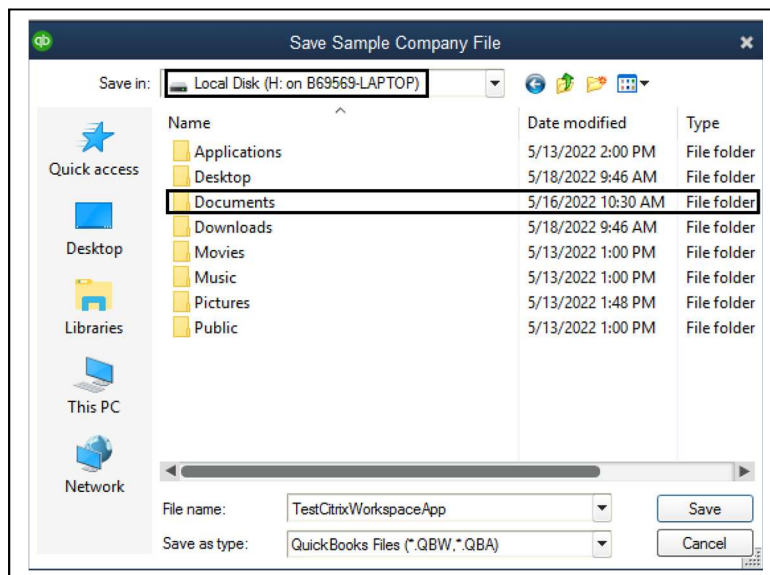 qb
Save Sample Company File
Save in: Local Disk (H: on B69569-LAPTOP)
Name Date modified Type
Applications 5/13/2022 2:00 PM File folder
Desktop 5/18/2022 9:46 AM File folder
Documents 5/16/2022 10:30 AM File folder
Downloads 5/18/2022 9:46 AM File folder
Movies 5/13/2022 1:00 PM File folder
Music 5/13/2022 1:00 PM File folder
Pictures 5/13/2022 1:48 PM File folder
Public 5/13/2022 1:00 PM File folder
Quick access
Desktop
Libraries
This PC
Network
File name: TestCitrixWorkspaceApp Save
Save as type: QuickBooks Files (*.QBW,*.QBA) Cancel